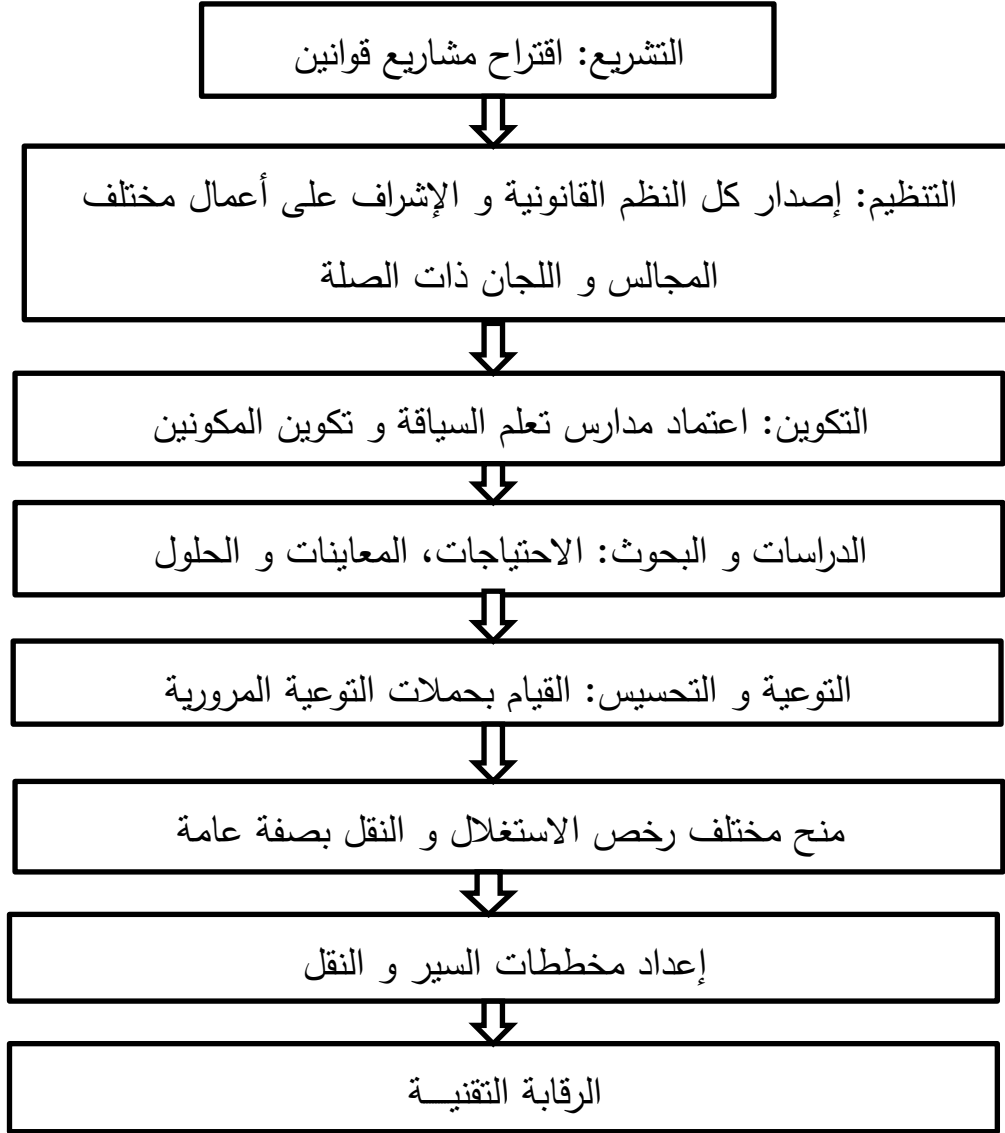 التشريع: اقتراح مشاريع قوانين
التنظيم: إصدار كل النظم القانونية و الإشراف على أعمال مختلف
المجالس و اللجان ذات الصلة
التكوين: اعتماد مدارس تعلم السياقة و تكوين المكونين
الدراسات و البحوث: الاحتياجات، المعاينات و الحلول
التوعية و التحسيس: القيام بحملات التوعية المرورية
منح مختلف رخص الاستغلال و النقل بصفة عامة
إعداد مخططات السير و النقل
الرقابة التقنيـــة